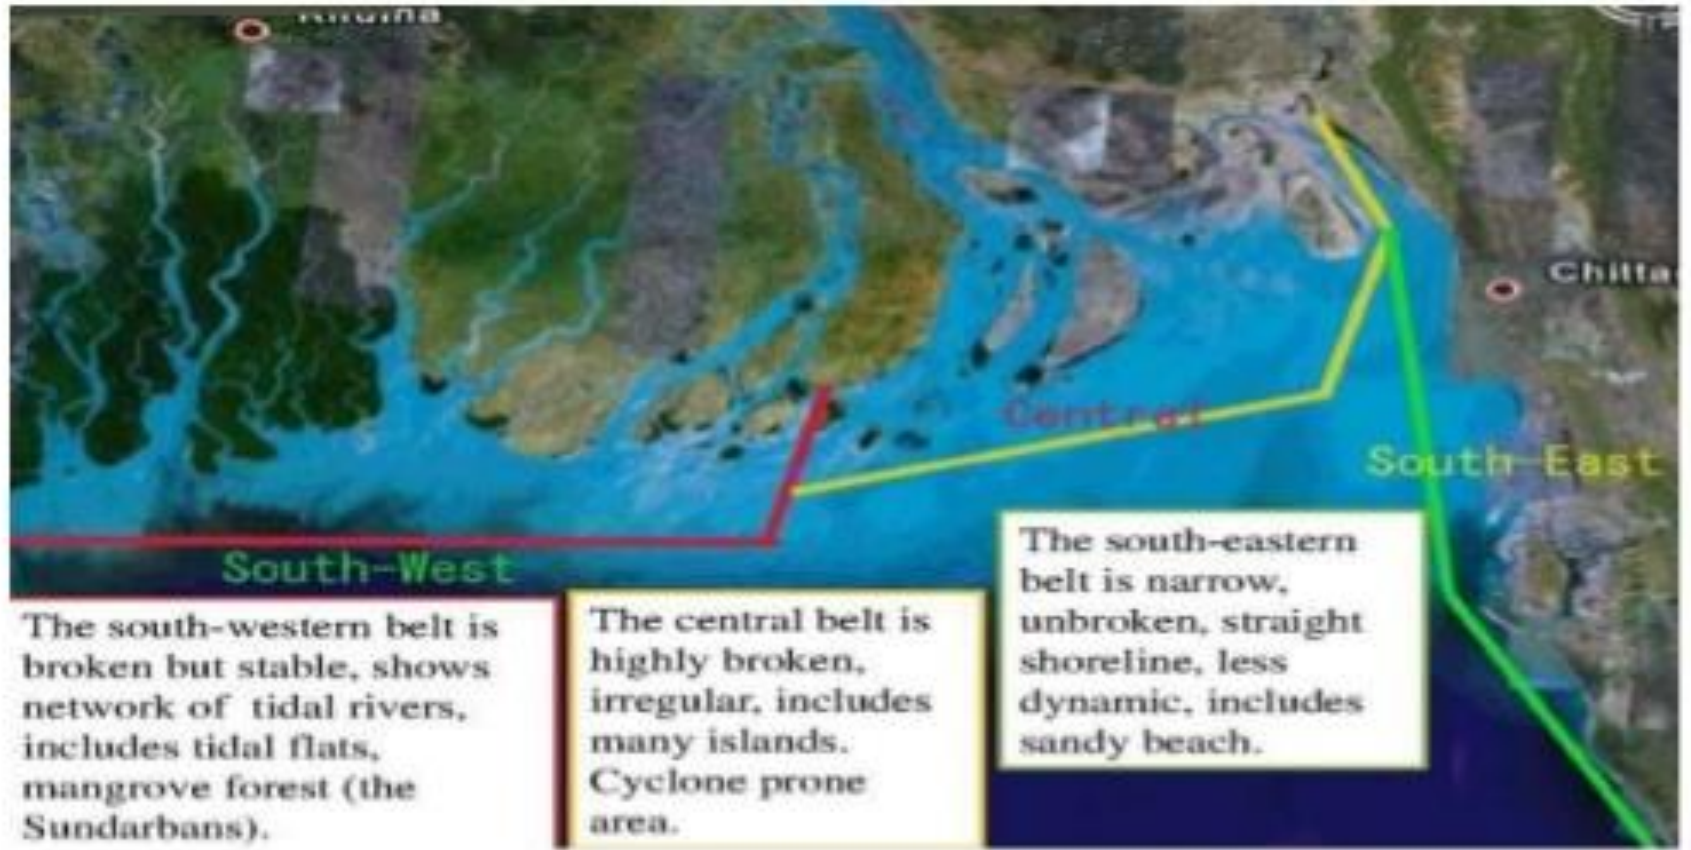 Khulna
Chitta
Central
South-East
South-West
The south-western belt is
broken but stable, shows
network of tidal rivers,
includes tidal flats,
mangrove forest (the
Sundarbans).
The central belt is
highly broken,
irregular, includes
many islands.
Cyclone prone
area.
The south-eastern
belt is narrow,
unbroken, straight
shoreline, less
dynamic, includes
sandy beach.